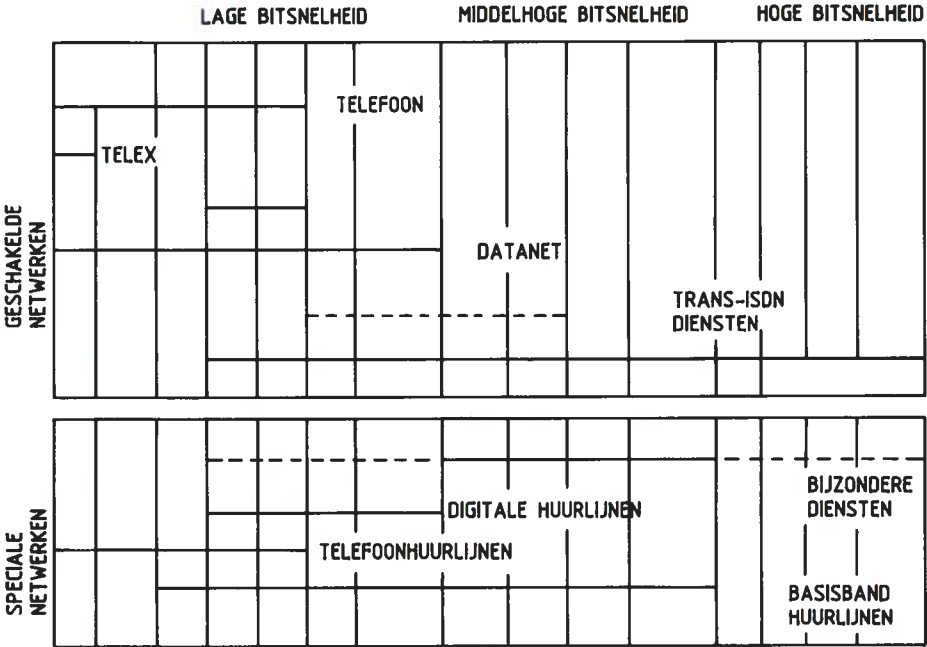 LAGE BITSNELHEID MIDDELHOGE BITSNELHEID HOGE BITSNELHEID
GESCHAKELDE
NETWERKEN
TELEFOON
TELEX
DATANET
TRANS-ISDN
DIENSTEN
SPECIALE
NETWERKEN
BIJZONDERE
DIENSTEN
DIGITALE HUURLIJNEN
TELEFOONHUURLIJNEN
BASISBAND
HUURLIJNEN